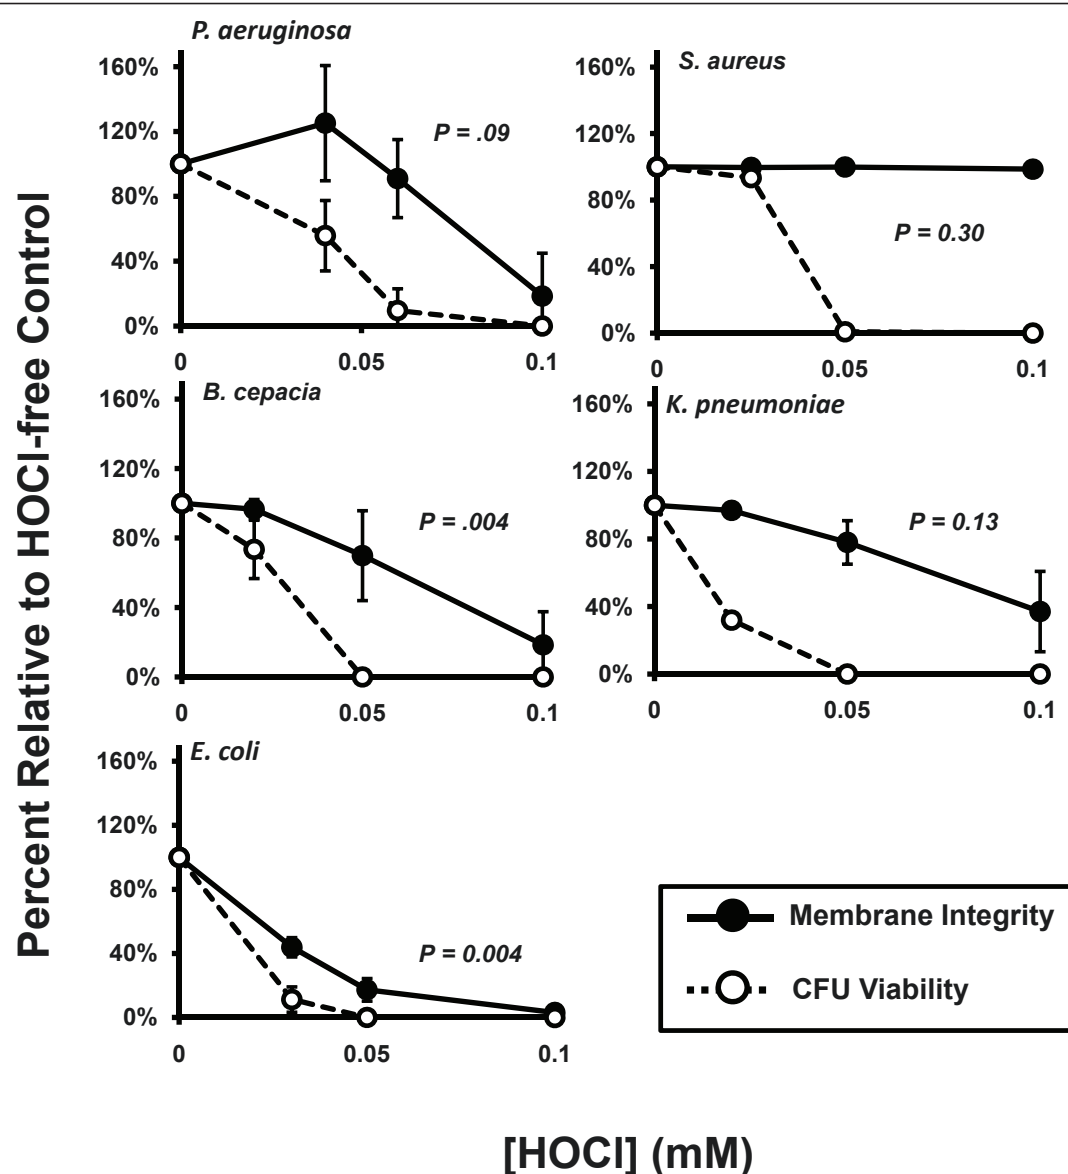 Percent Relative to HOCl-free Control
P. aeruginosa
160%
120%
80%
40%
0%
P = .09
0
0.05
0.1
S. aureus
160%
120%
80%
40%
0%
P = 0.30
0
0.05
0.1
B. cepacia
160%
120%
80%
40%
0%
P = .004
0
0.05
0.1
K. pneumoniae
160%
120%
80%
40%
0%
P = 0.13
0
0.05
0.1
E. coli
160%
120%
80%
40%
0%
P = 0.004
0
0.05
0.1
Membrane Integrity
CFU Viability
[HOCl] (mM)